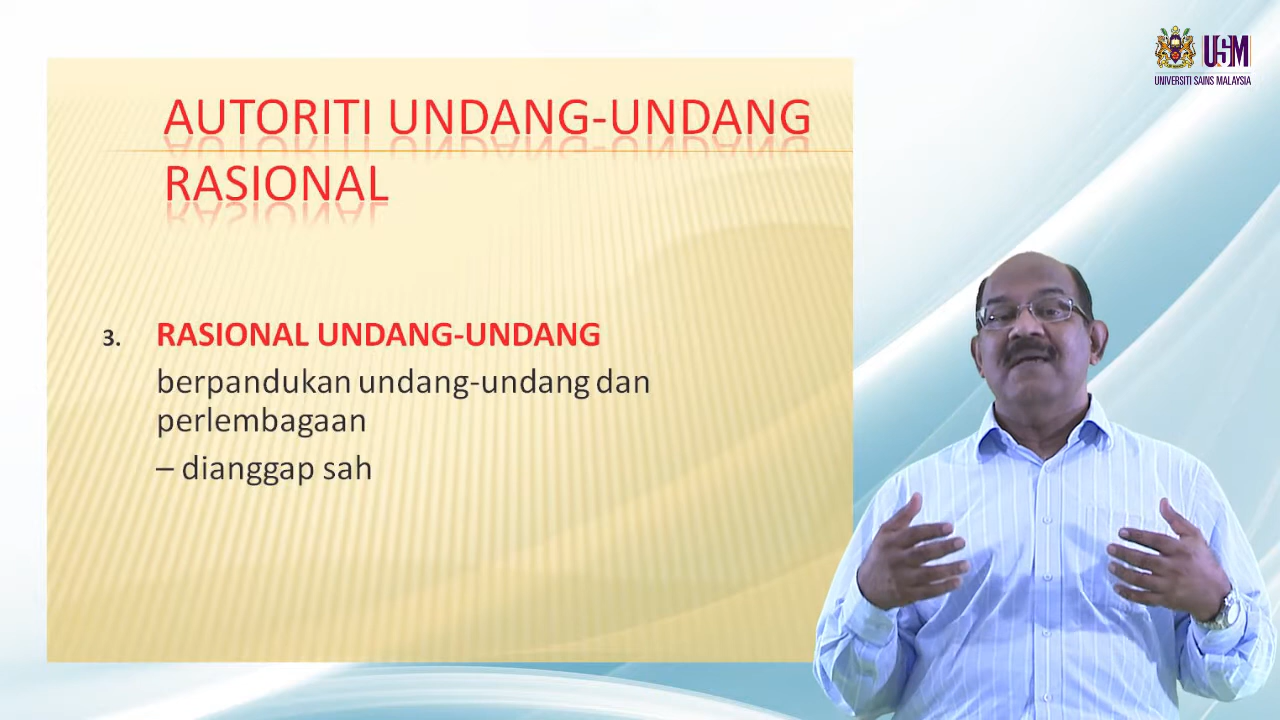 USM
UNIVERSITI SAINS MALAYSIA
AUTORITI UNDANG-UNDANG
RASIONAL
3. RASIONAL UNDANG-UNDANG
berpandukan undang-undang dan
perlembagaan
– dianggap sah